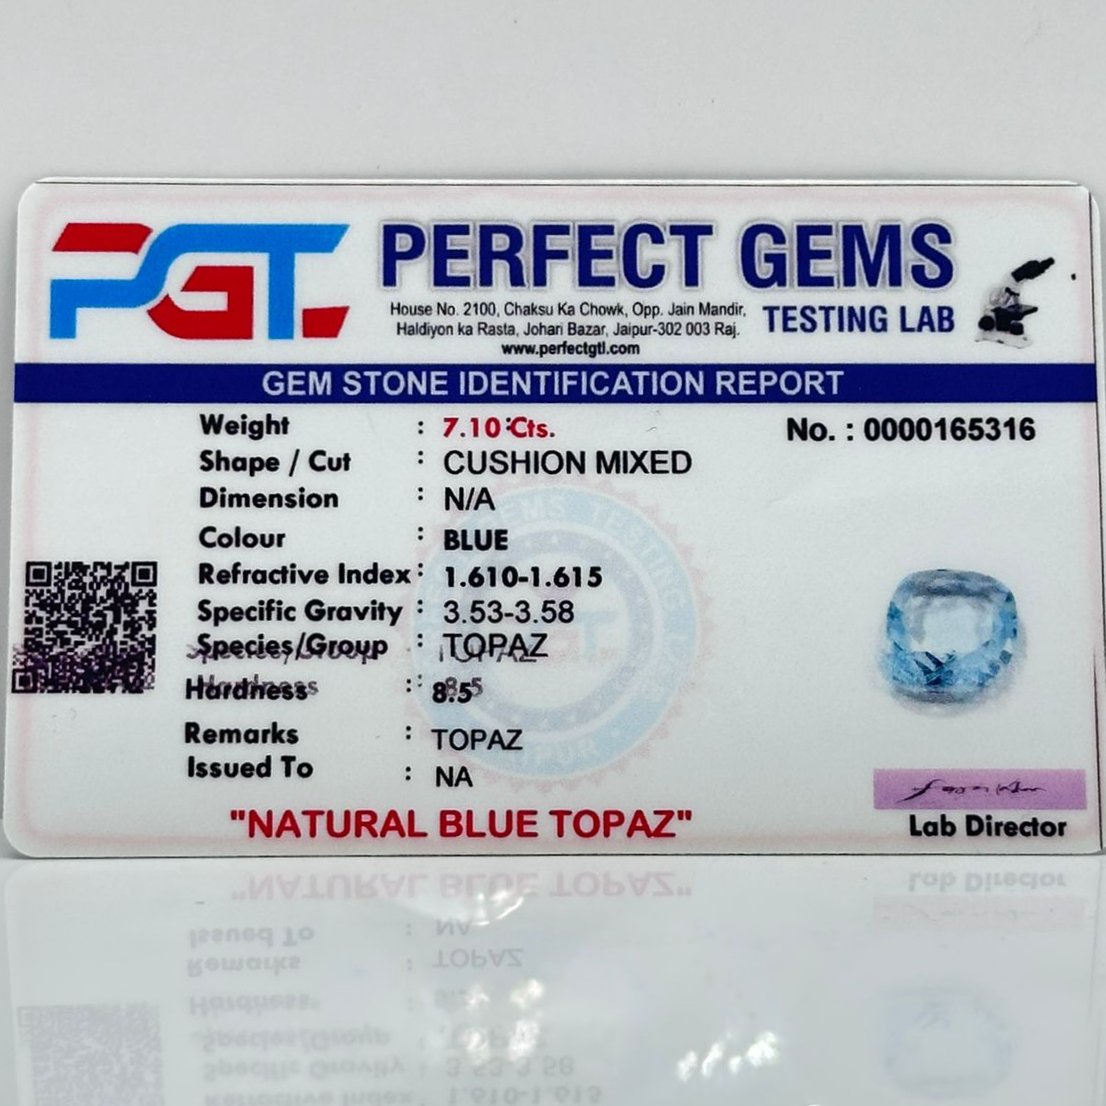 PGTL
PERFECT GEMS
TESTING LAB
House No. 2100, Chaksu Ka Chowk, Opp. Jain Mandir,
Haldiyon ka Rasta, Johari Bazar, Jaipur-302 003 Raj.
www.perfectgtl.com
GEM STONE IDENTIFICATION REPORT
No. : 0000165316
Weight : 7.10 Cts.
Shape / Cut : CUSHION MIXED
Dimension : N/A
Colour : BLUE
Refractive Index : 1.610-1.615
Specific Gravity : 3.53-3.58
Species/Group : TOPAZ
Hardness : 8.5
Remarks : TOPAZ
Issued To : NA
"NATURAL BLUE TOPAZ"
Lab Director